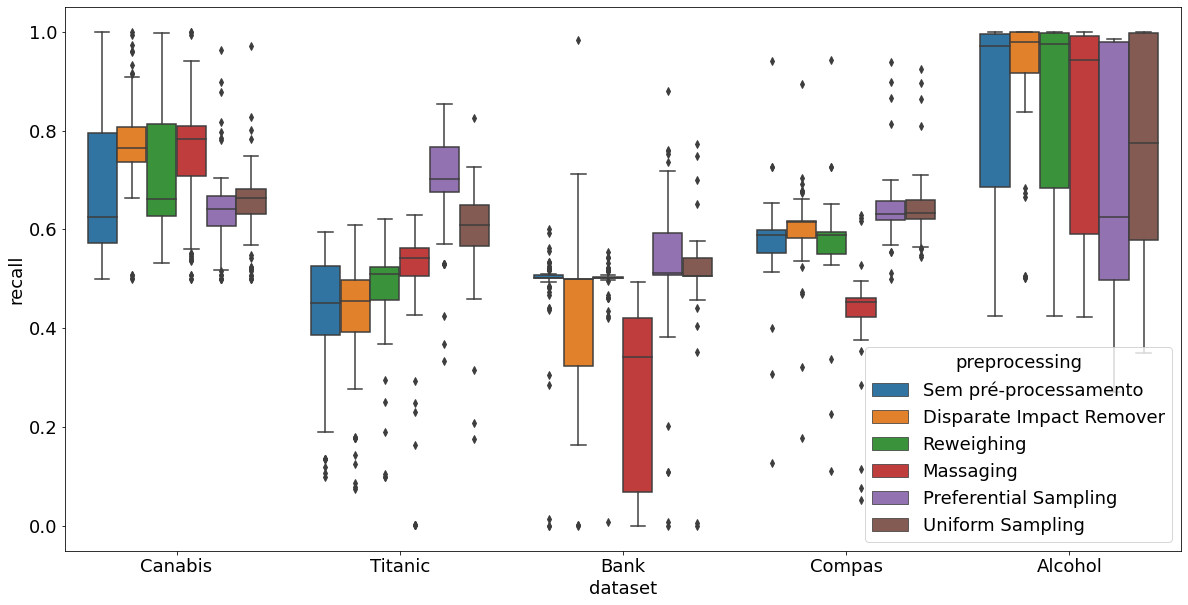 1.0
0.8
0.6
0.4
0.2
0.0
recall
Canabis Titanic Bank Compas Alcohol
dataset
preprocessing
Sem pré-processamento
Disparate Impact Remover
Reweighing
Massaging
Preferential Sampling
Uniform Sampling